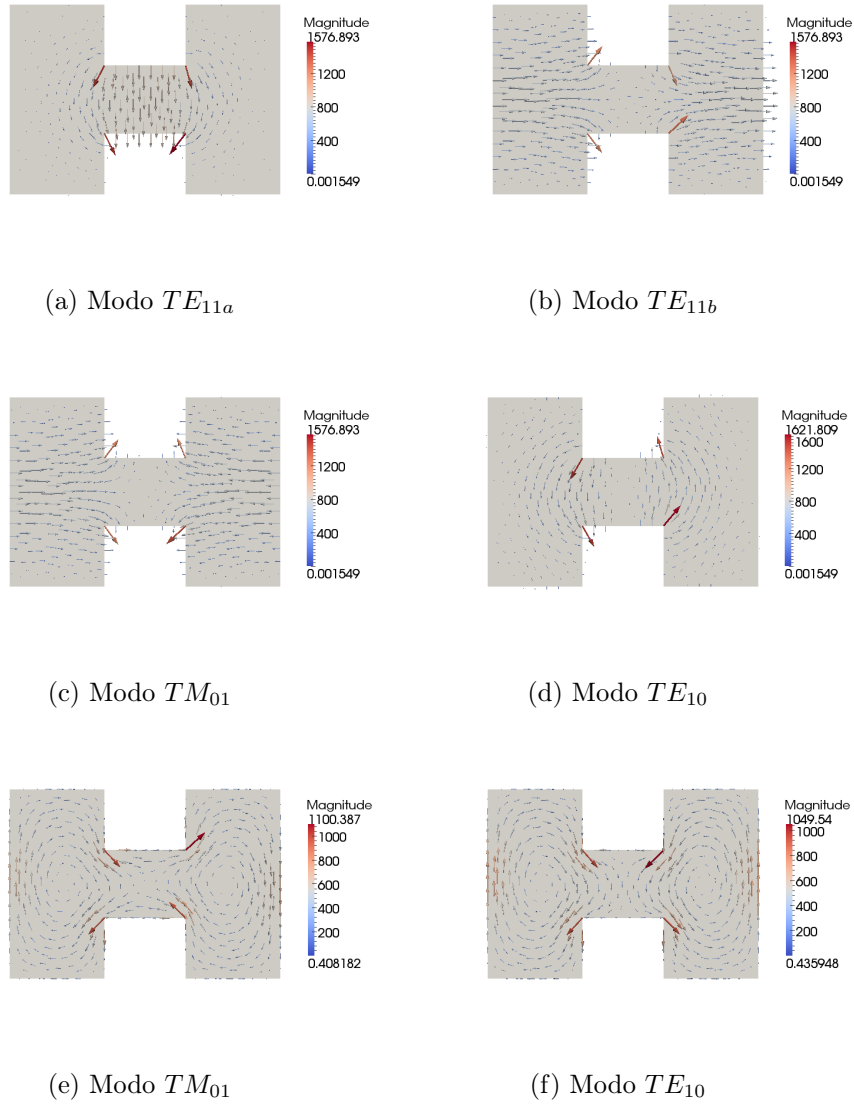 Magnitude
1576.893
1200
800
400
0.001549
(a) Modo TE11a
Magnitude
1576.893
1200
800
400
0.001549
(b) Modo TE11b
Magnitude
1576.893
1200
800
400
0.001549
(c) Modo TM01
Magnitude
1621.809
1600
1200
800
400
0.001549
(d) Modo TE10
Magnitude
1100.387
1000
800
600
400
200
0.408182
(e) Modo TM01
Magnitude
1049.54
1000
800
600
400
200
0.435948
(f) Modo TE10